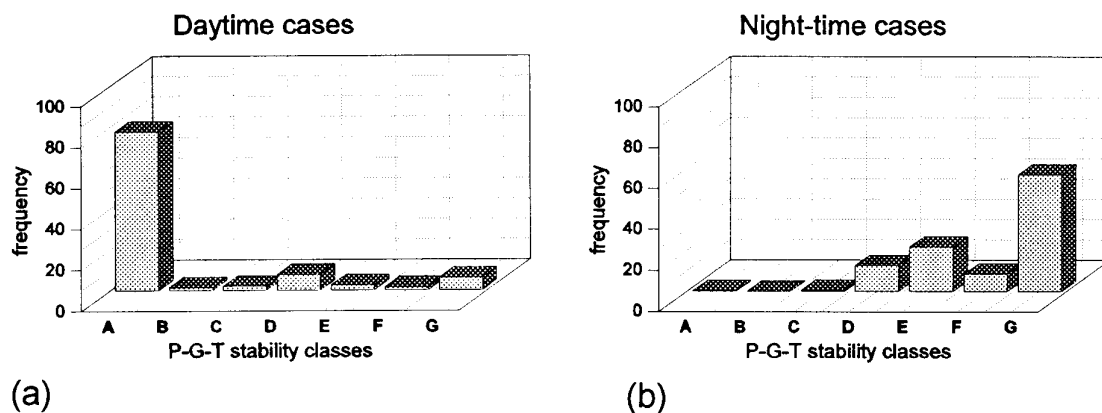 Daytime cases
100
80
60
40
20
0
frequency
A B C D E F G
P-G-T stability classes
(a)
Night-time cases
100
80
60
40
20
0
frequency
A B C D E F G
P-G-T stability classes
(b)